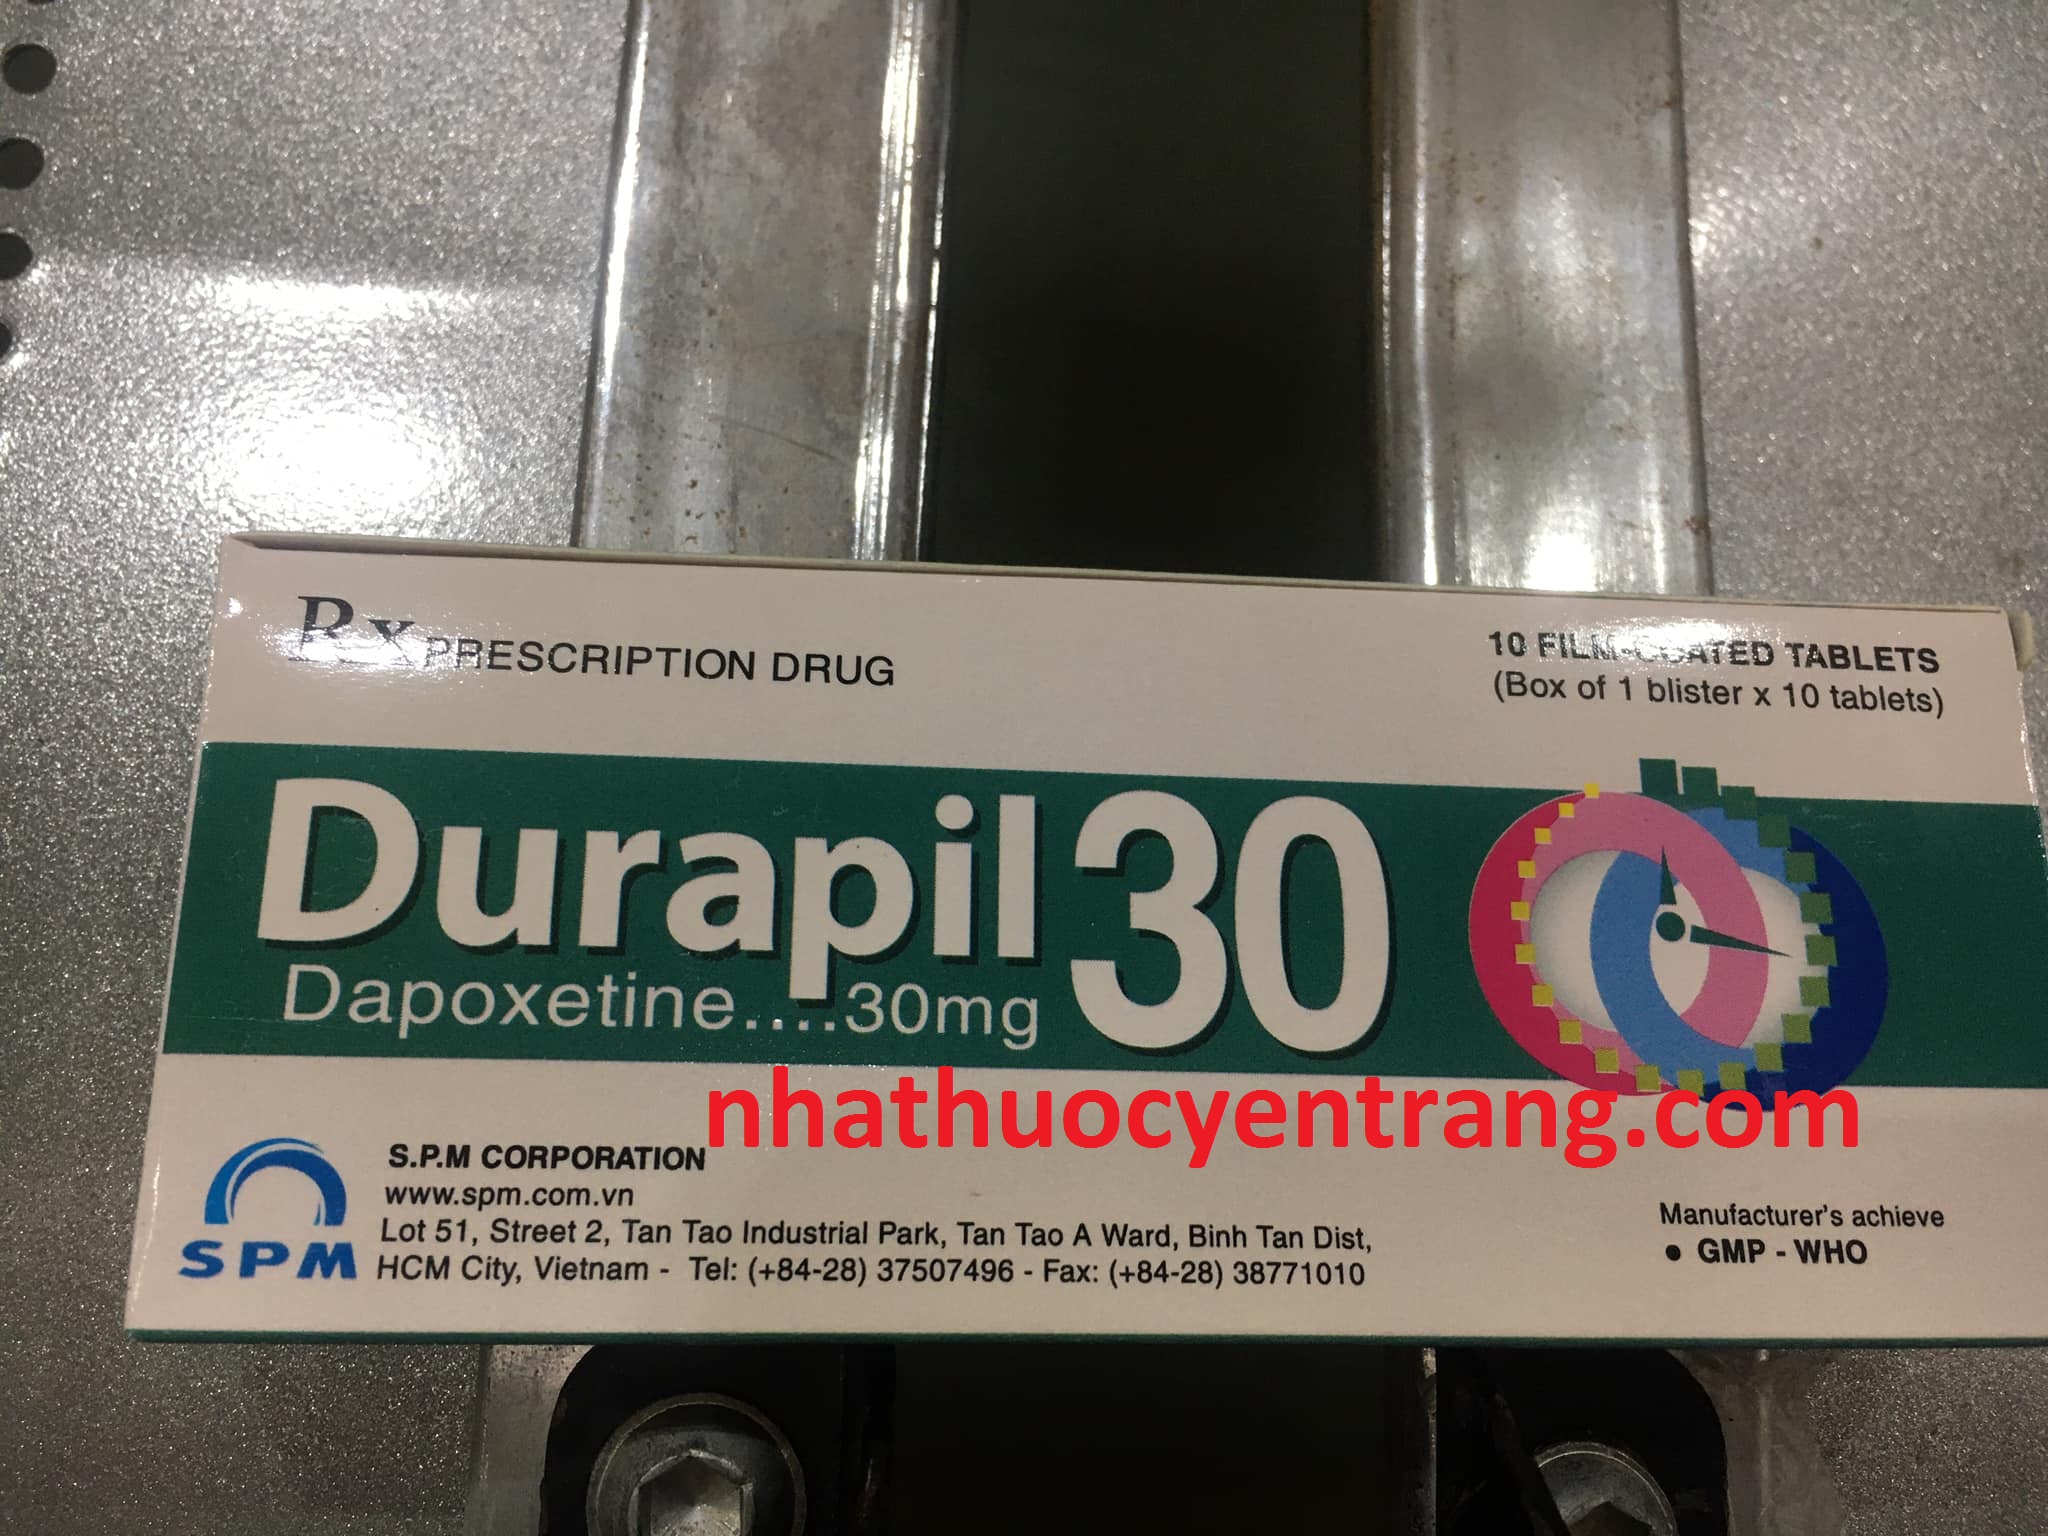 Rx PRESCRIPTION DRUG
10 FILM-COATED TABLETS
(Box of 1 blister x 10 tablets)
Durapil 30
Dapoxetine....30mg
nhathuocyentrang.com
SPM
S.P.M CORPORATION
www.spm.com.vn
Lot 51, Street 2, Tan Tao Industrial Park, Tan Tao A Ward, Binh Tan Dist,
HCM City, Vietnam - Tel: (+84-28) 37507496 - Fax: (+84-28) 38771010
Manufacturer's achieve
• GMP - WHO